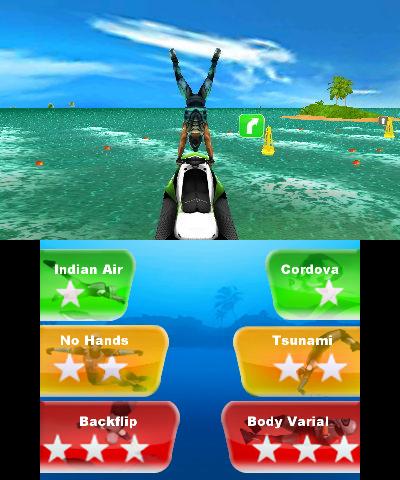 Indian Air
Cordova
No Hands
Tsunami
Backflip
Body Varial